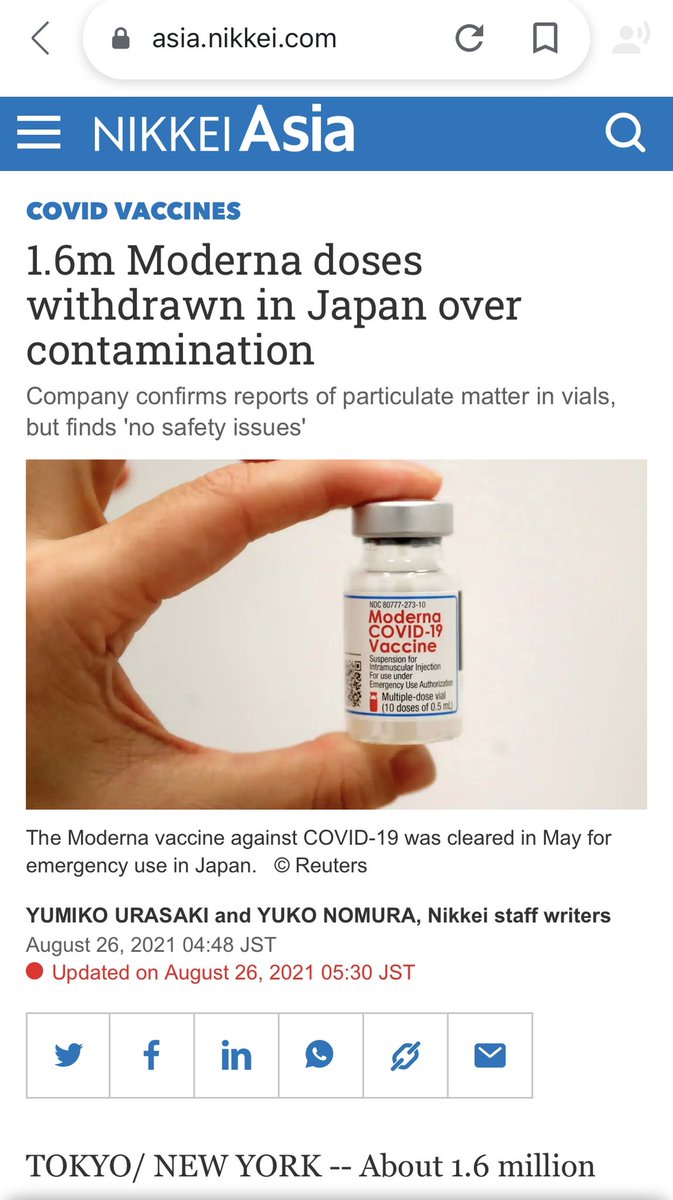 asia.nikkei.com
NIKKEI Asia
COVID VACCINES
1.6m Moderna doses
withdrawn in Japan over
contamination
Company confirms reports of particulate matter in vials,
but finds 'no safety issues'
NDC 80777-273-10
Moderna
COVID-19
Vaccine
Suspension for
Intramuscular Injection
For use under
Emergency Use Authorization
Multiple-dose vial
(10 doses of 0.5 mL)
The Moderna vaccine against COVID-19 was cleared in May for
emergency use in Japan. © Reuters
YUMIKO URASAKI and YUKO NOMURA, Nikkei staff writers
August 26, 2021 04:48 JST
Updated on August 26, 2021 05:30 JST
TOKYO/ NEW YORK -- About 1.6 million